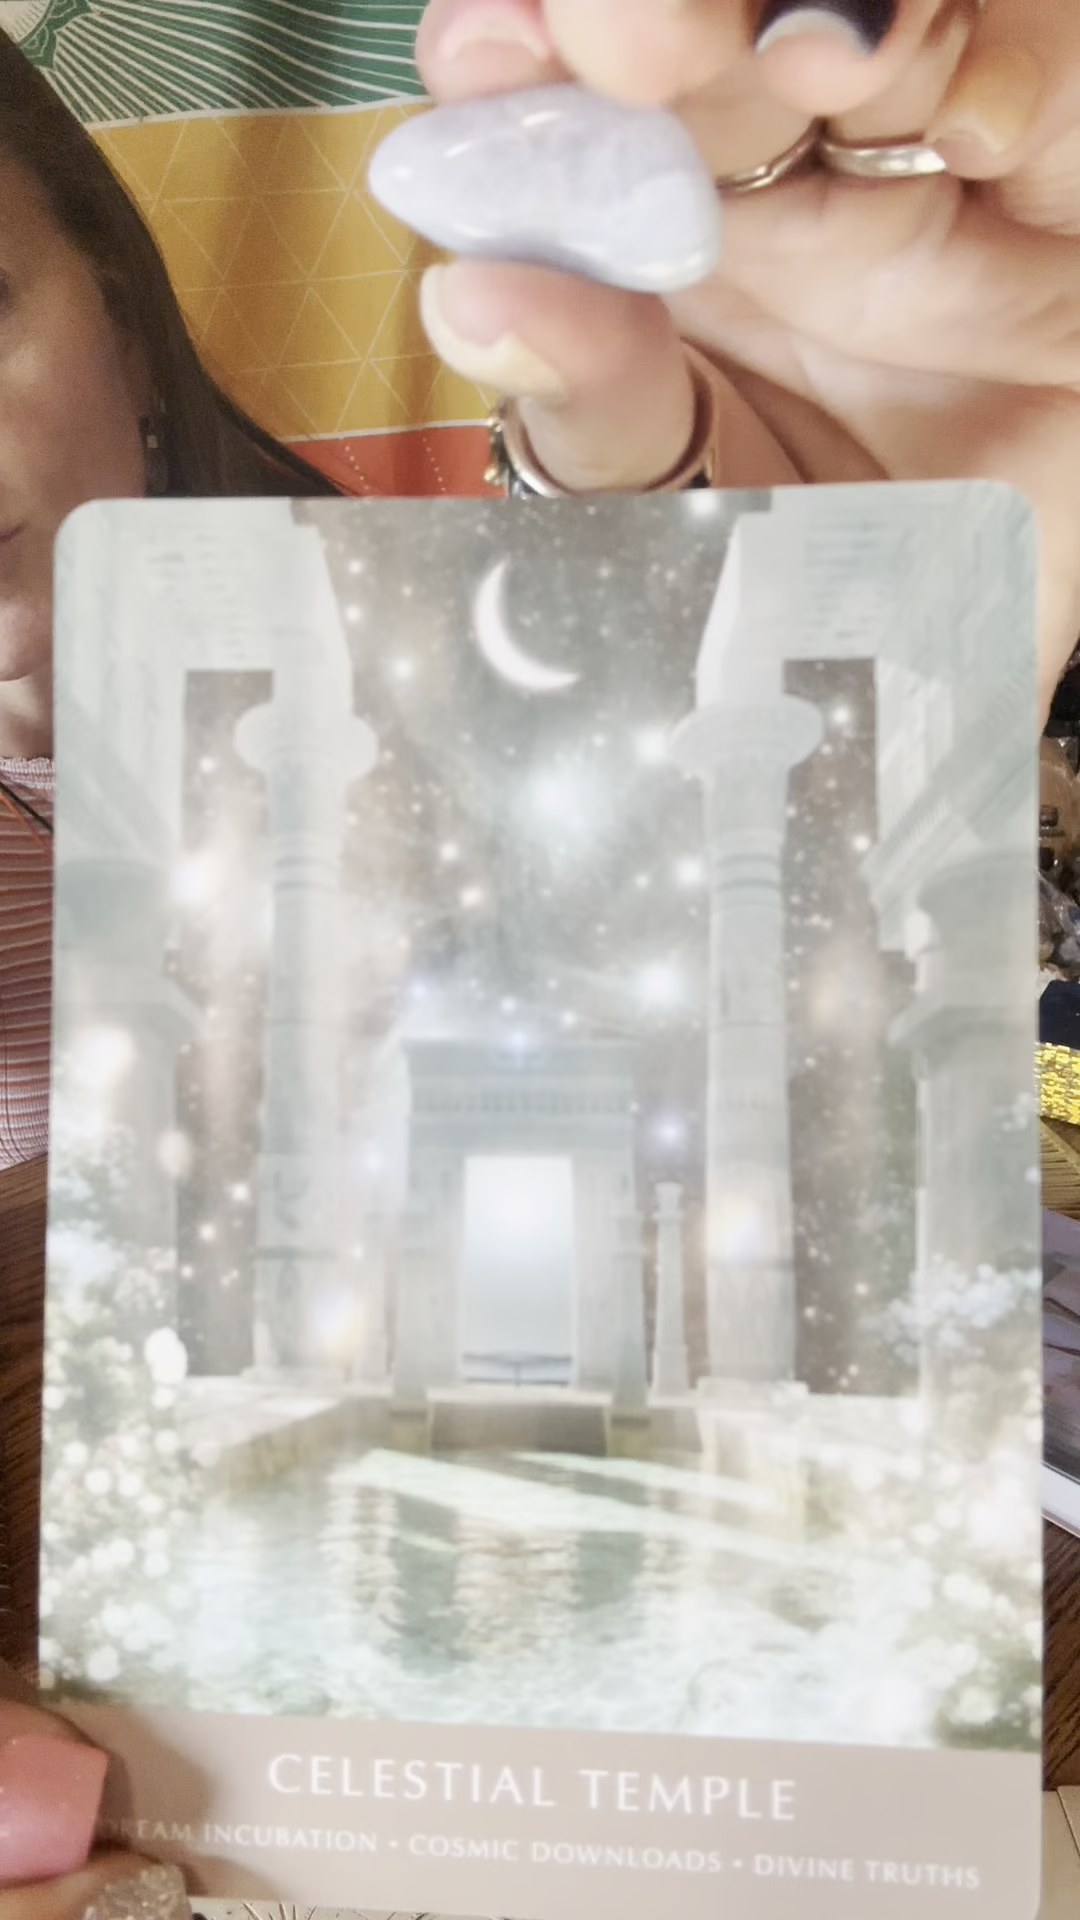 CELESTIAL TEMPLE
DREAM INCUBATION • COSMIC DOWNLOADS • DIVINE TRUTHS